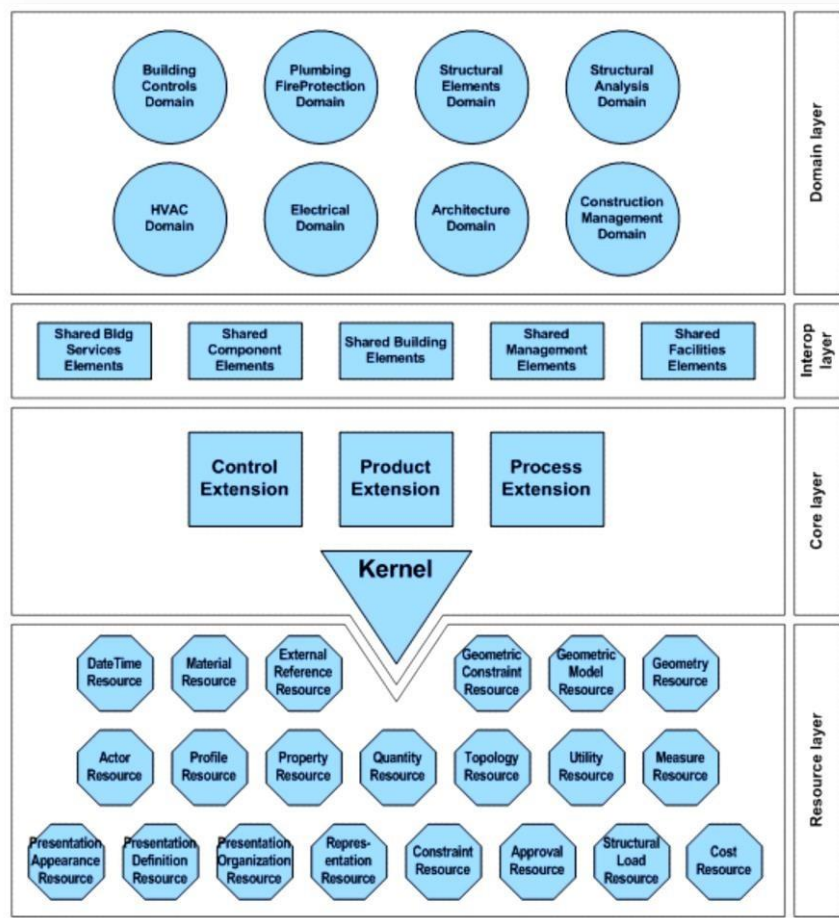 Building
Controls
Domain
Plumbing
FireProtection
Domain
Structural
Elements
Domain
Structural
Analysis
Domain
HVAC
Domain
Electrical
Domain
Architecture
Domain
Construction
Management
Domain
Domain layer
Shared Bldg
Services
Elements
Shared
Component
Elements
Shared Building
Elements
Shared
Management
Elements
Shared
Facilities
Elements
Interop
layer
Control
Extension
Product
Extension
Process
Extension
Kernel
Core layer
DateTime
Resource
Material
Resource
External
Reference
Resource
Geometric
Constraint
Resource
Geometric
Model
Resource
Geometry
Resource
Actor
Resource
Profile
Resource
Property
Resource
Quantity
Resource
Topology
Resource
Utility
Resource
Measure
Resource
Presentation
Appearance
Resource
Presentation
Definition
Resource
Presentation
Organization
Resource
Repres-
entation
Resource
Constraint
Resource
Approval
Resource
Structural
Load
Resource
Cost
Resource
Resource layer